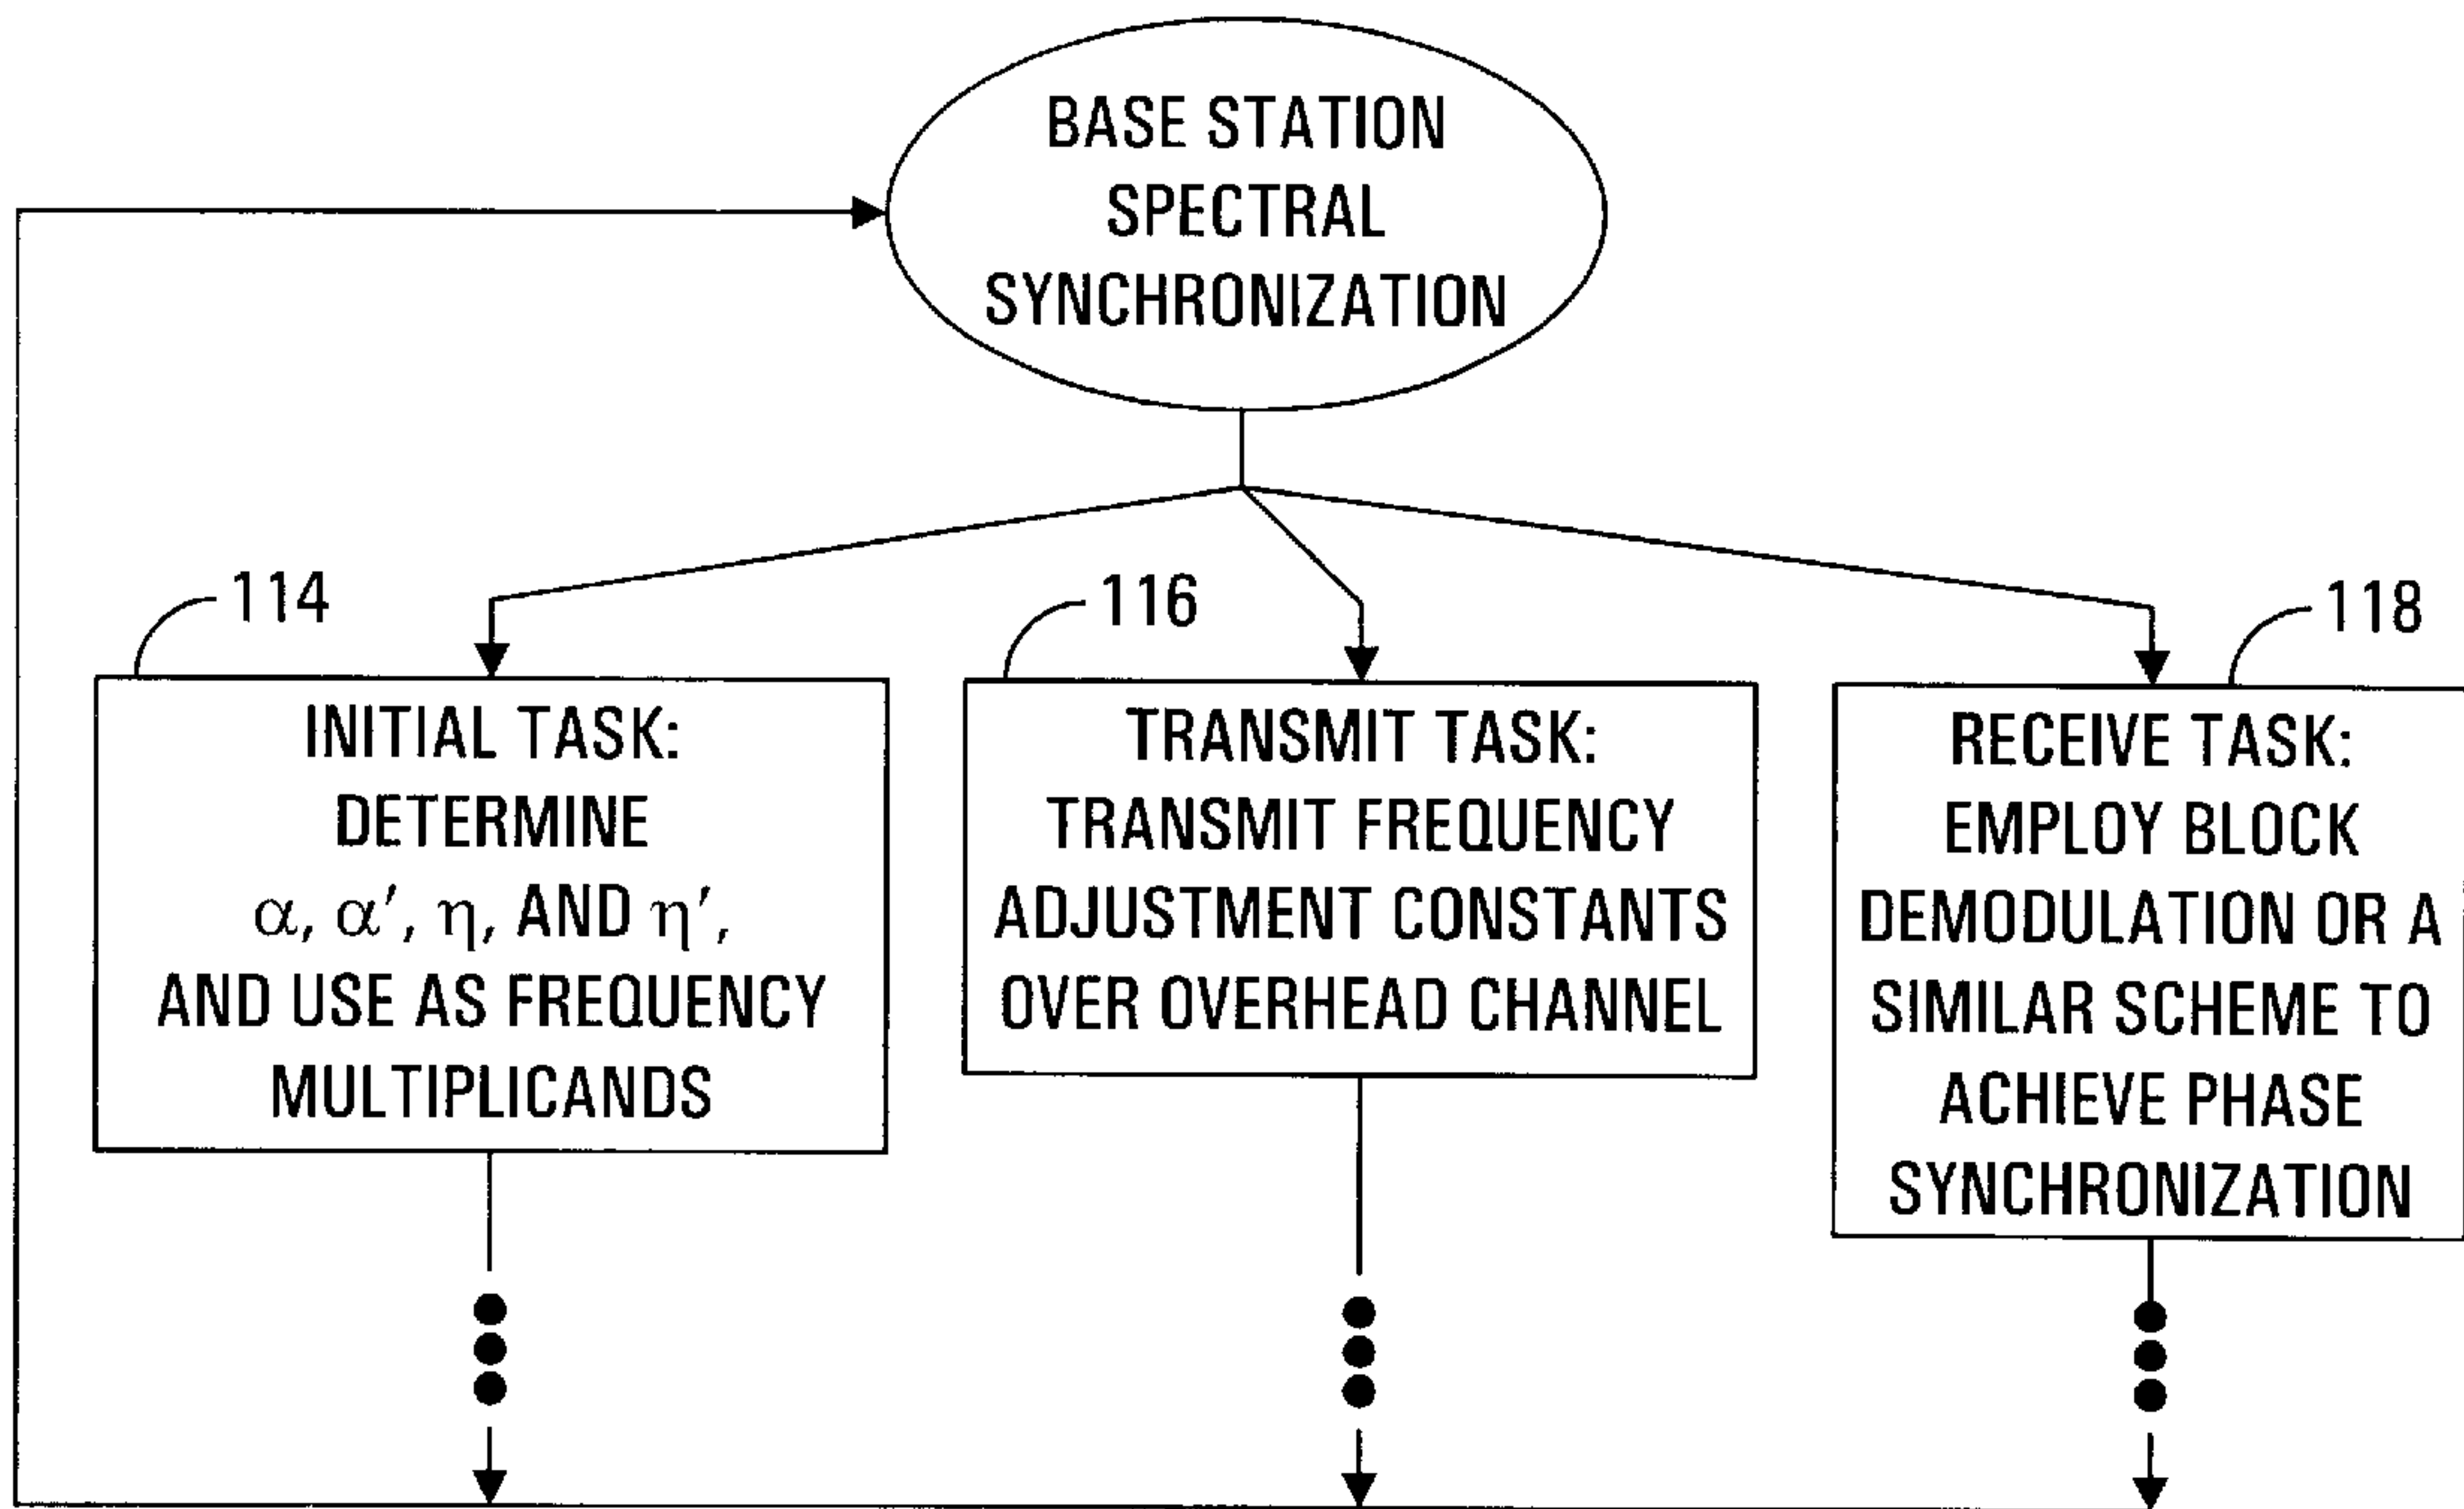 BASE STATION
SPECTRAL
SYNCHRONIZATION
114
INITIAL TASK:
DETERMINE
α, α′, η, AND η′,
AND USE AS FREQUENCY
MULTIPLICANDS
116
TRANSMIT TASK:
TRANSMIT FREQUENCY
ADJUSTMENT CONSTANTS
OVER OVERHEAD CHANNEL
118
RECEIVE TASK:
EMPLOY BLOCK
DEMODULATION OR A
SIMILAR SCHEME TO
ACHIEVE PHASE
SYNCHRONIZATION